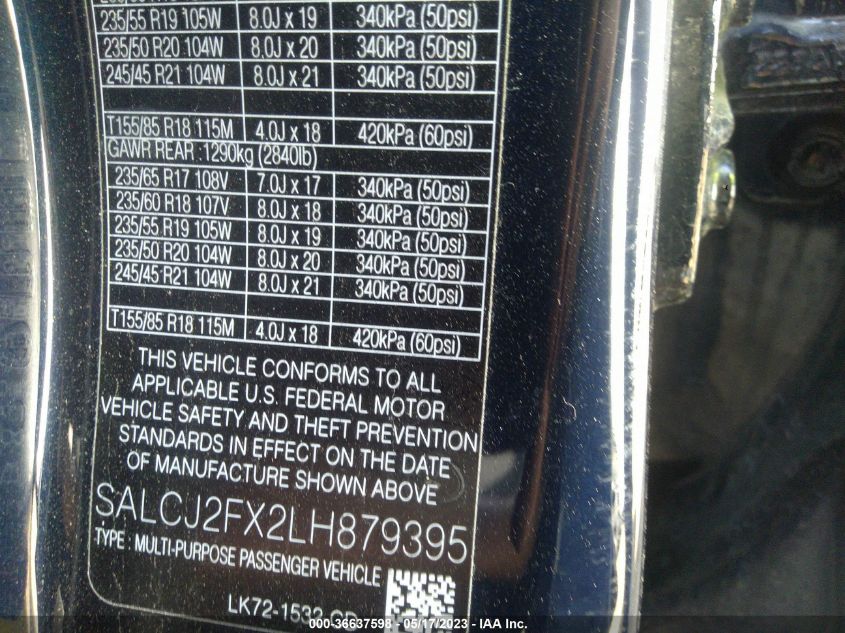 235/55 R19 105W 8.0J x 19 340kPa (50psi)
235/50 R20 104W 8.0J x 20 340kPa (50psi)
245/45 R21 104W 8.0J x 21 340kPa (50psi)
T155/85 R18 115M 4.0J x 18 420kPa (60psi)
GAWR REAR :1290kg (2840lb)
235/65 R17 108V 7.0J x 17 340kPa (50psi)
235/60 R18 107V 8.0J x 18 340kPa (50psi)
235/55 R19 105W 8.0J x 19 340kPa (50psi)
235/50 R20 104W 8.0J x 20 340kPa (50psi)
245/45 R21 104W 8.0J x 21 340kPa (50psi)
T155/85 R18 115M 4.0J x 18 420kPa (60psi)
THIS VEHICLE CONFORMS TO ALL
APPLICABLE U.S. FEDERAL MOTOR
VEHICLE SAFETY AND THEFT PREVENTION
STANDARDS IN EFFECT ON THE DATE
OF MANUFACTURE SHOWN ABOVE
SALCJ2FX2LH879395
TYPE : MULTI-PURPOSE PASSENGER VEHICLE
LK72-1532
000-36637598 - 05/17/2023 - IAA Inc.